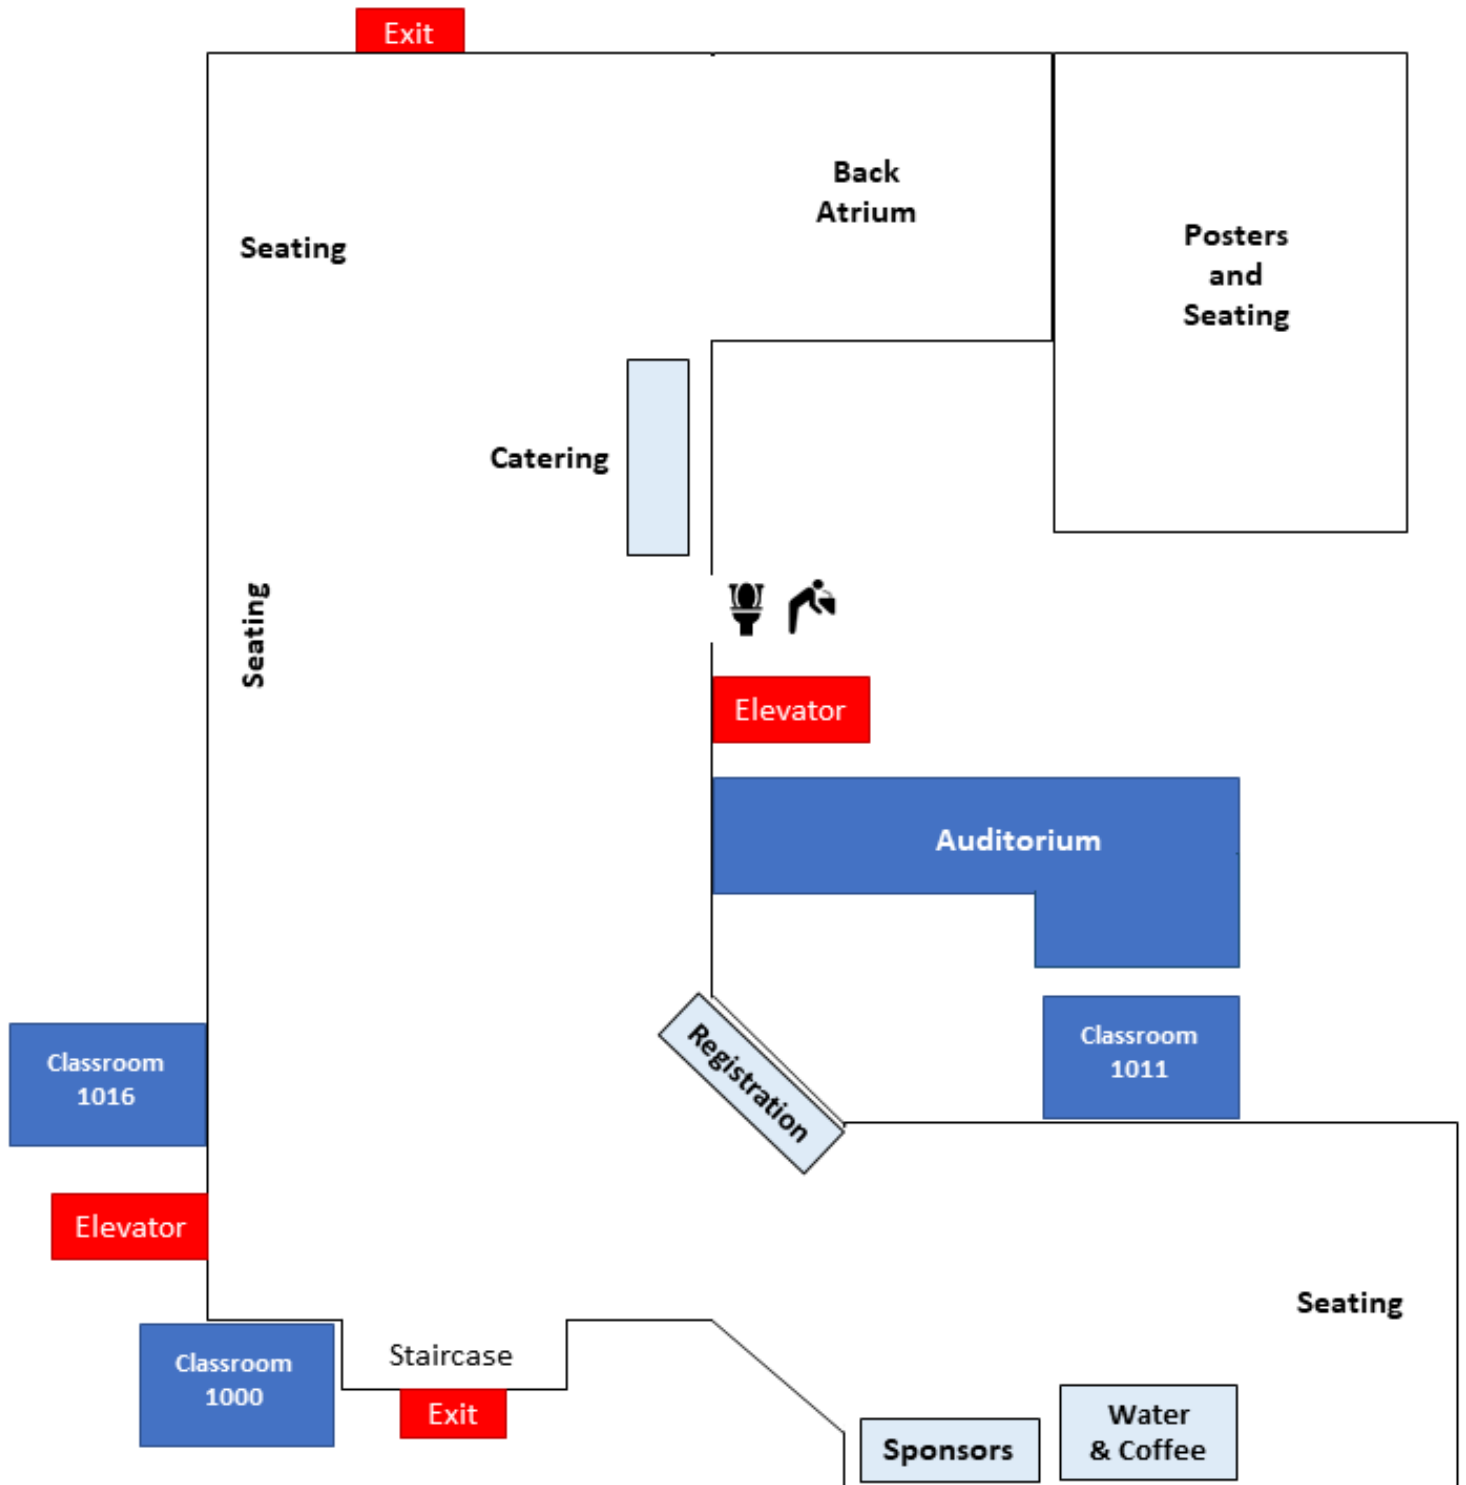 Exit
Back
Atrium
Seating
Posters
and
Seating
Catering
Seating
Elevator
Auditorium
Registration
Classroom
1011
Classroom
1016
Elevator
Seating
Staircase
Classroom
1000
Exit
Sponsors
Water
& Coffee